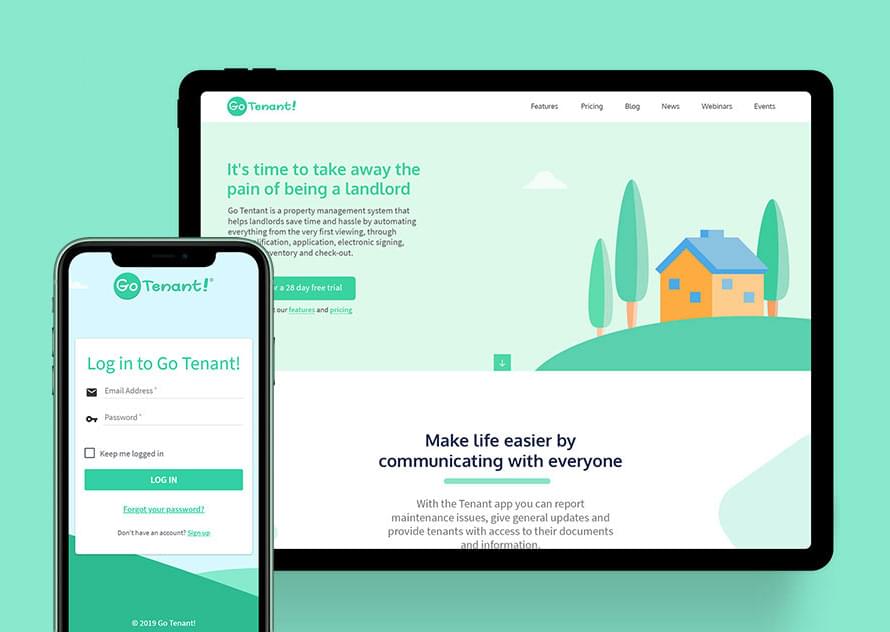 Go Tenant!
Features Pricing Blog News Webinars Events
It's time to take away the
pain of being a landlord
Go Tentant is a property management system that
helps landlords save time and hassle by automating
everything from the very first viewing, through
lification, application, electronic signing,
ventory and check-out.
r a 28 day free trial
t our features and pricing
↓
Make life easier by
communicating with everyone
With the Tenant app you can report
maintenance issues, give general updates and
provide tenants with access to their documents
and information.
Go Tenant!®
Log in to Go Tenant!
Email Address *
Password *
Keep me logged in
LOG IN
Forgot your password?
Don't have an account? Sign up
© 2019 Go Tenant!